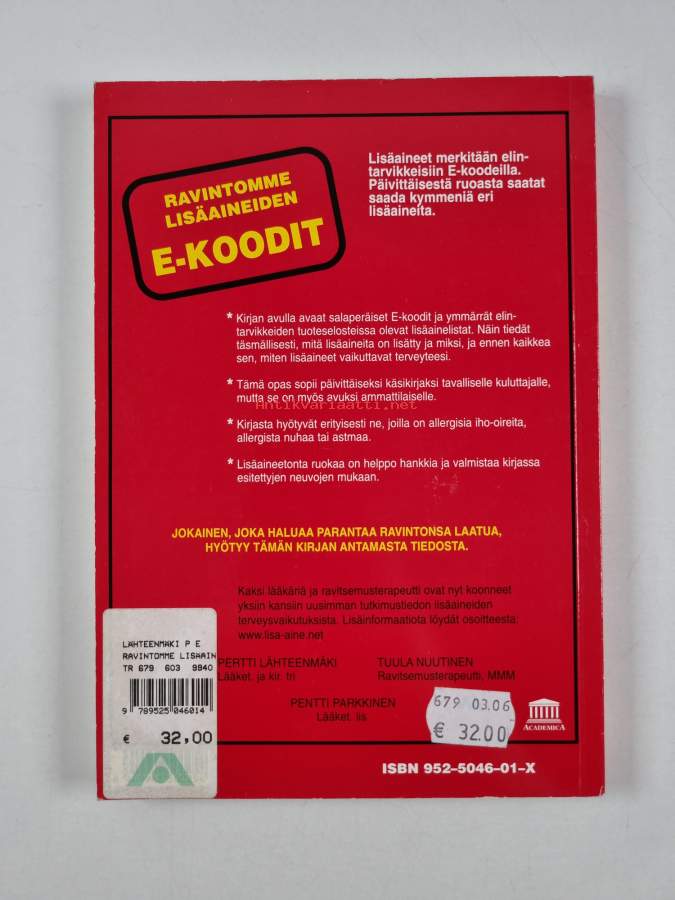 RAVINTOMME
LISÄAINEIDEN
E-KOODIT
Lisäaineet merkitään elin-
tarvikkeisiin E-koodeilla.
Päivittäisestä ruoasta saatat
saada kymmeniä eri
lisäaineita.
* Kirjan avulla avaat salaperäiset E-koodit ja ymmärrät elin-
tarvikkeiden tuoteselosteissa olevat lisäainelistat. Näin tiedät
täsmällisesti, mitä lisäaineita on lisätty ja miksi, ja ennen kaikkea
sen, miten lisäaineet vaikuttavat terveyteesi.
* Tämä opas sopii päivittäiseksi käsikirjaksi tavalliselle kuluttajalle,
mutta se on myös avuksi ammattilaiselle.
Antikvariaatti.net
* Kirjasta hyötyvät erityisesti ne, joilla on allergisia iho-oireita,
allergista nuhaa tai astmaa.
* Lisäaineetonta ruokaa on helppo hankkia ja valmistaa kirjassa
esitettyjen neuvojen mukaan.
JOKAINEN, JOKA HALUAA PARANTAA RAVINTONSA LAATUA,
HYÖTYY TÄMÄN KIRJAN ANTAMASTA TIEDOSTA.
Kaksi lääkäriä ja ravitsemusterapeutti ovat nyt koonneet
yksiin kansiin uusimman tutkimustiedon lisäaineiden
terveysvaikutuksista. Lisäinformaatiota löydät osoitteesta:
www.lisa-aine.net
PERTTI LÄHTEENMÄKI
Lääket. ja kir. tri
TUULA NUUTINEN
Ravitsemusterapeutti, MMM
PENTTI PARKKINEN
Lääket. lis
LÄHTEENMÄKI P E
RAVINTOMME LISÄAIN
TR 679 603 9940
9 789525 046014
€ 32,00
679 03.06
€ 32.00
ACADEMICA
ISBN 952–5046–01–X